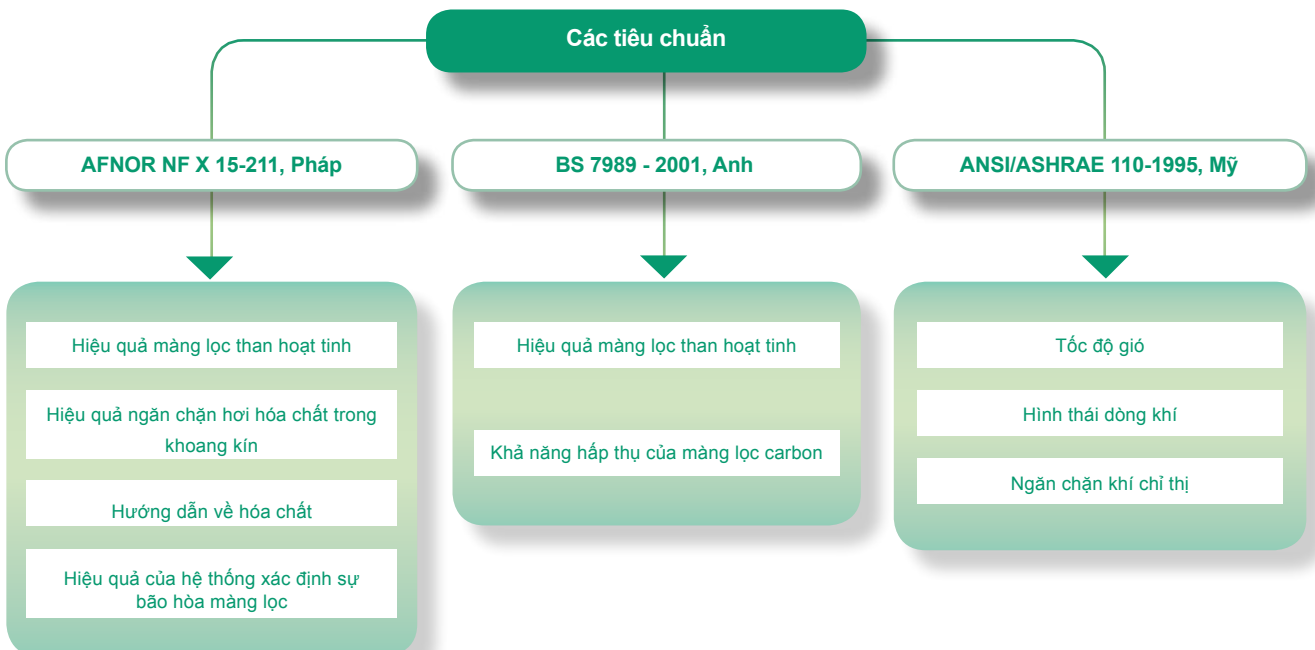 Các tiêu chuẩn
AFNOR NF X 15-211, Pháp
BS 7989 - 2001, Anh
ANSI/ASHRAE 110-1995, Mỹ
Hiệu quả màng lọc than hoạt tinh
Hiệu quả ngăn chặn hơi hóa chất trong
khoang kín
Hướng dẫn về hóa chất
Hiệu quả của hệ thống xác định sự
bão hòa màng lọc
Hiệu quả màng lọc than hoạt tinh
Khả năng hấp thụ của màng lọc carbon
Tốc độ gió
Hình thái dòng khí
Ngăn chặn khí chỉ thị